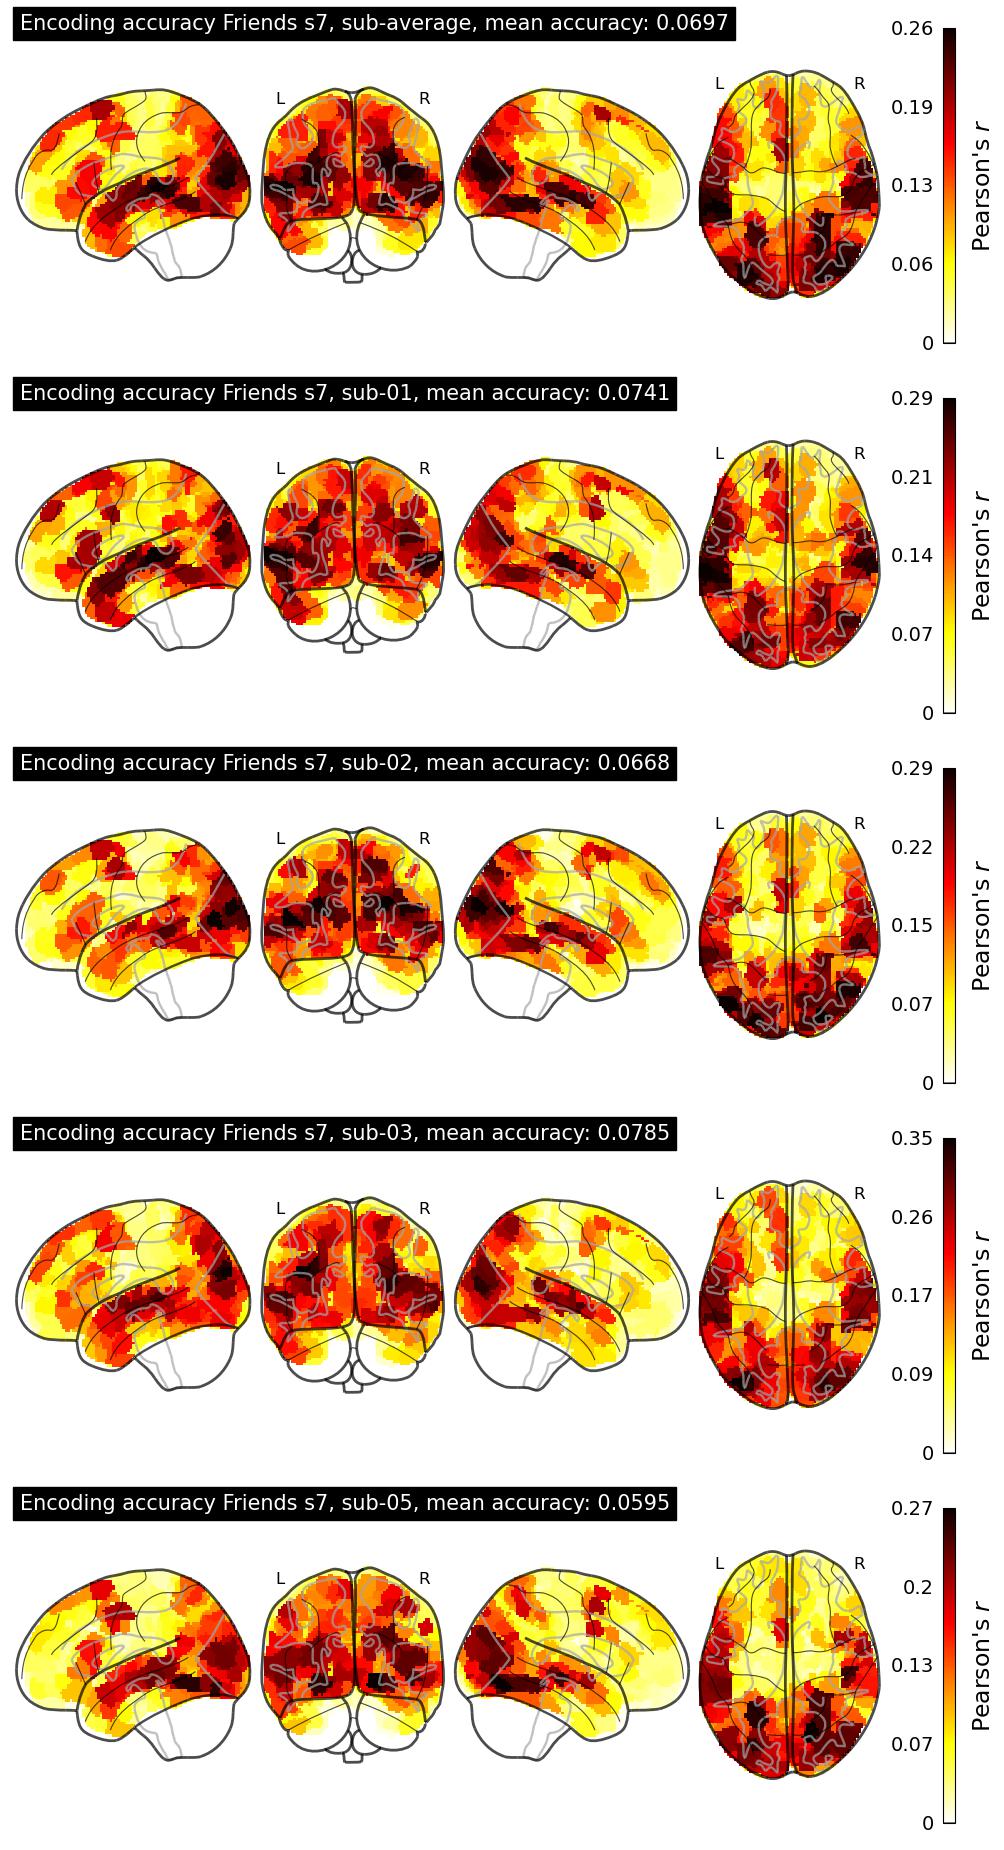 Encoding accuracy Friends s7, sub-average, mean accuracy: 0.0697
L R L R
0.26
0.19
0.13
0.06
0
Pearson's r
Encoding accuracy Friends s7, sub-01, mean accuracy: 0.0741
L R L R
0.29
0.21
0.14
0.07
0
Pearson's r
Encoding accuracy Friends s7, sub-02, mean accuracy: 0.0668
L R L R
0.29
0.22
0.15
0.07
0
Pearson's r
Encoding accuracy Friends s7, sub-03, mean accuracy: 0.0785
L R L R
0.35
0.26
0.17
0.09
0
Pearson's r
Encoding accuracy Friends s7, sub-05, mean accuracy: 0.0595
L R L R
0.27
0.2
0.13
0.07
0
Pearson's r